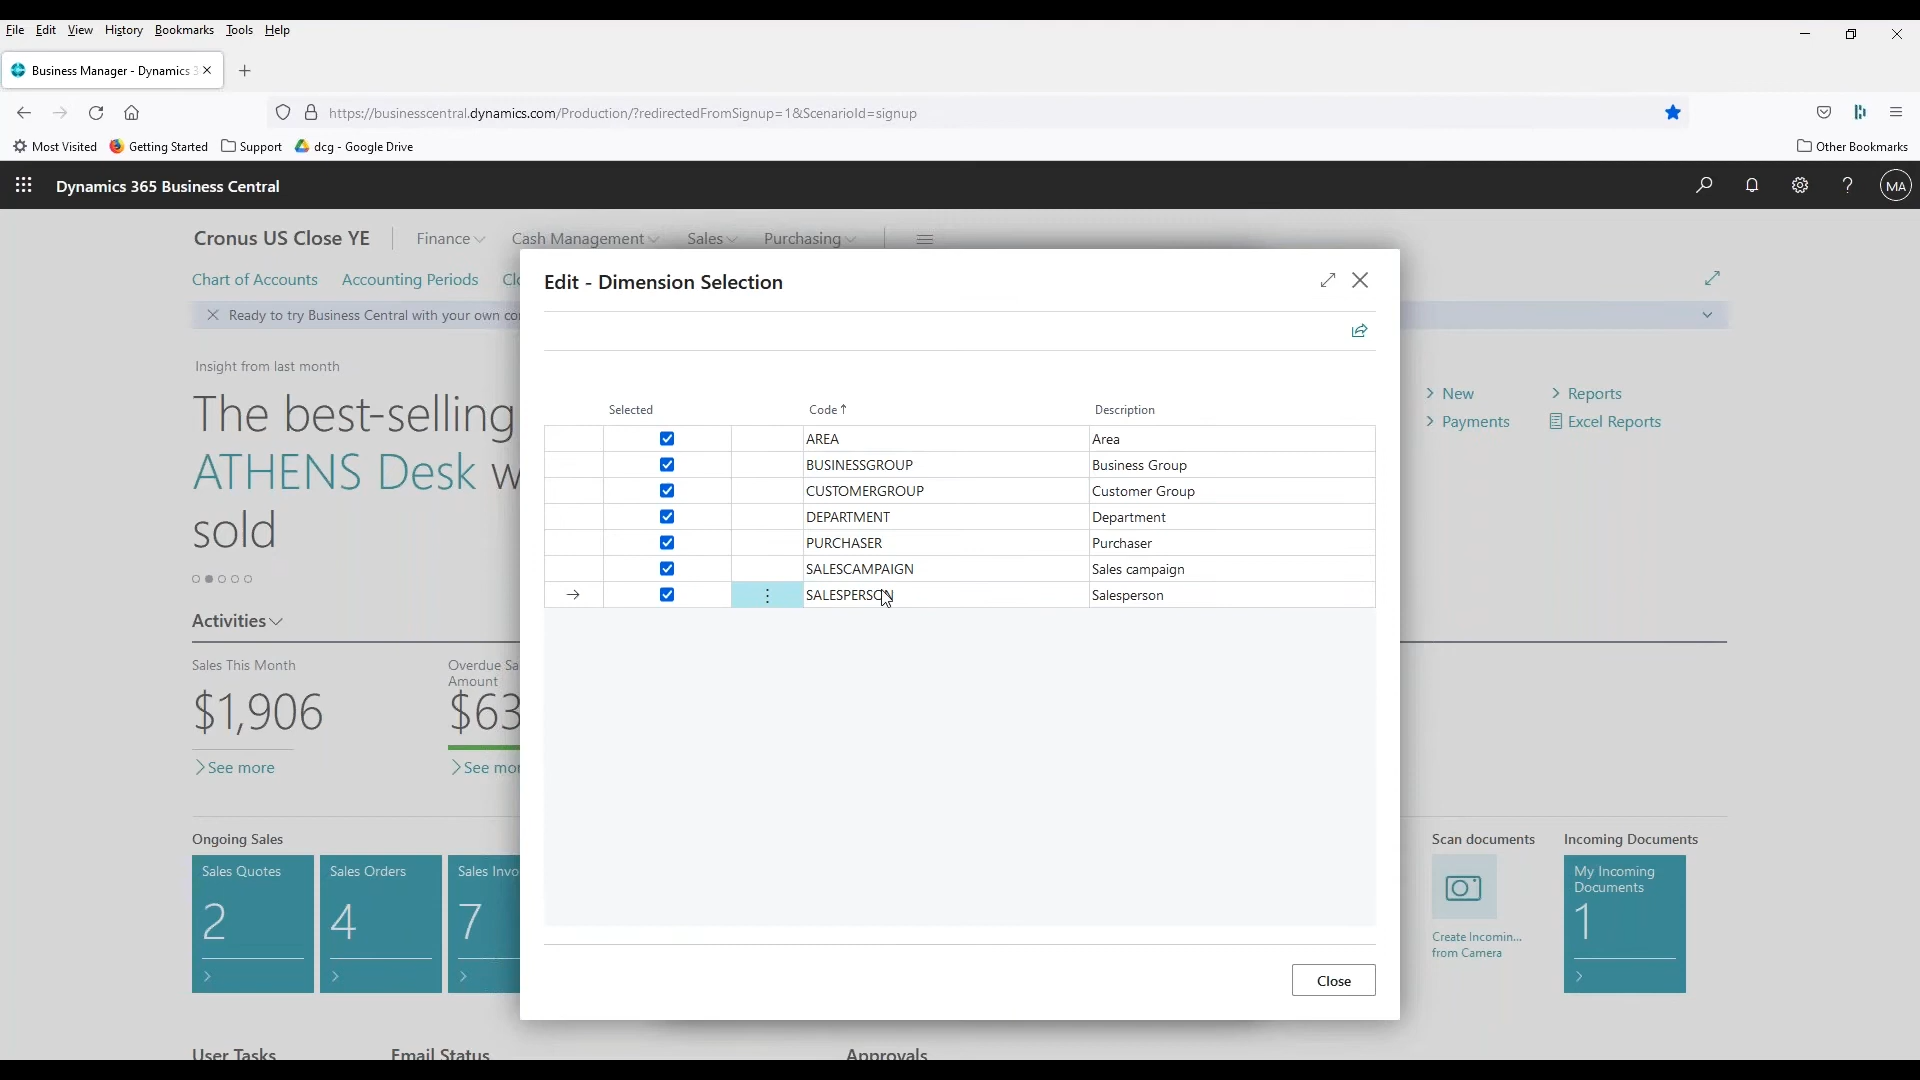 File Edit View History Bookmarks Tools Help
Business Manager - Dynamics 3
https://businesscentral.dynamics.com/Production/?redirectedFromSignup=1&ScenarioId=signup
Most Visited Getting Started Support dcg - Google Drive Other Bookmarks
Dynamics 365 Business Central ? MA
Cronus US Close YE Finance Cash Management Sales Purchasing
Chart of Accounts Accounting Periods Clo
Ready to try Business Central with your own co
Edit - Dimension Selection
Insight from last month
The best-selling
ATHENS Desk w
sold
> New > Reports
> Payments Excel Reports
Selected Code ↑ Description
AREA Area
BUSINESSGROUP Business Group
CUSTOMERGROUP Customer Group
DEPARTMENT Department
PURCHASER Purchaser
SALESCAMPAIGN Sales campaign
SALESPERSON Salesperson
Activities
Sales This Month
$1,906
> See more
Overdue Sa
Amount
$63
> See mor
Ongoing Sales
Sales Quotes
2
Sales Orders
4
Sales Invo
7
Scan documents
Create Incomin...
from Camera
Incoming Documents
My Incoming
Documents
1
Close
User Tasks Email Status Approvals